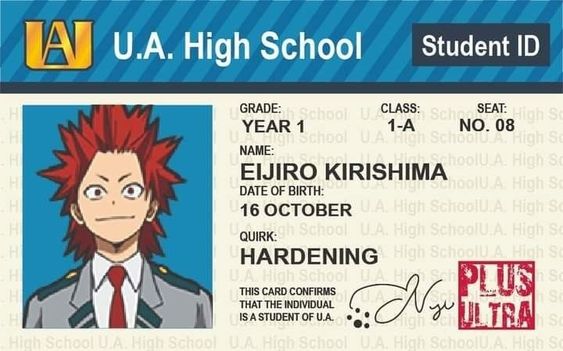 UA U.A. High School Student ID
GRADE: CLASS: SEAT:
YEAR 1 1-A NO. 08
NAME:
EIJIRO KIRISHIMA
DATE OF BIRTH:
16 OCTOBER
QUIRK:
HARDENING
THIS CARD CONFIRMS
THAT THE INDIVIDUAL
IS A STUDENT OF U.A.
PLUS
ULTRA